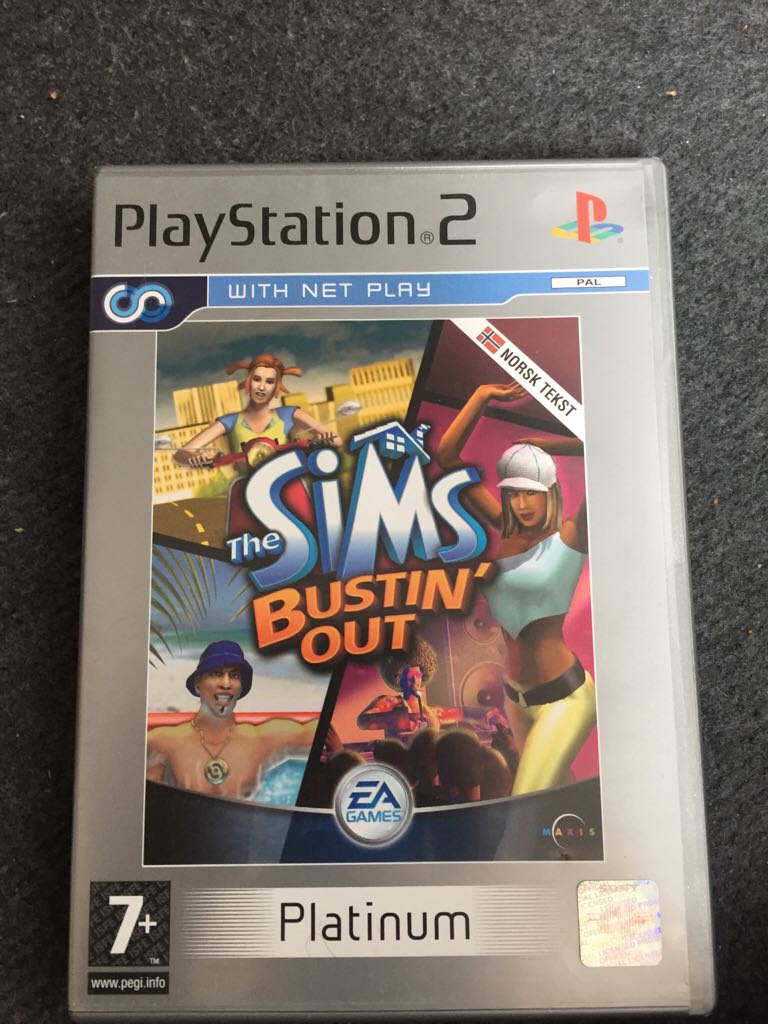 PlayStation®2
WITH NET PLAY
PAL
NORSK TEKST
The SiMS
BUSTIN'
OUT
EA
GAMES
MAXIS
7+
™
www.pegi.info
Platinum